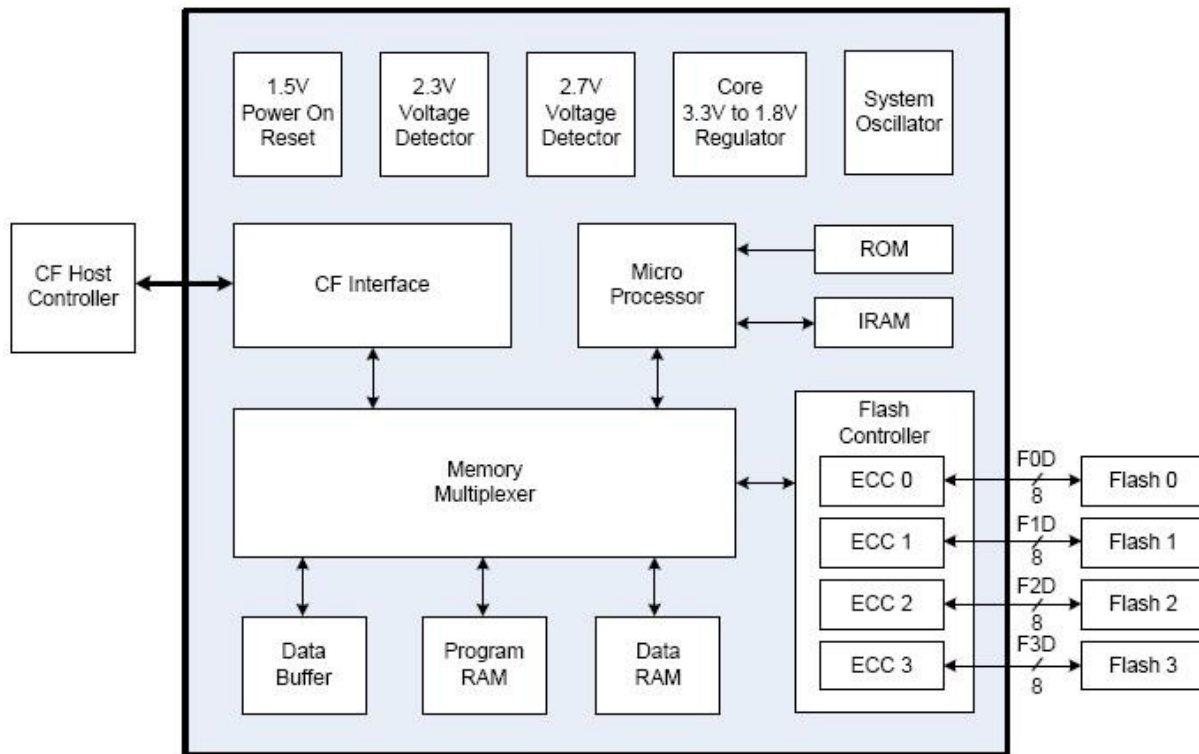 1.5V
Power On
Reset
2.3V
Voltage
Detector
2.7V
Voltage
Detector
Core
3.3V to 1.8V
Regulator
System
Oscillator
CF Host
Controller
CF Interface
Micro
Processor
ROM
IRAM
Memory
Multiplexer
Flash
Controller
ECC 0
F0D
8
Flash 0
ECC 1
F1D
8
Flash 1
ECC 2
F2D
8
Flash 2
ECC 3
F3D
8
Flash 3
Data
Buffer
Program
RAM
Data
RAM